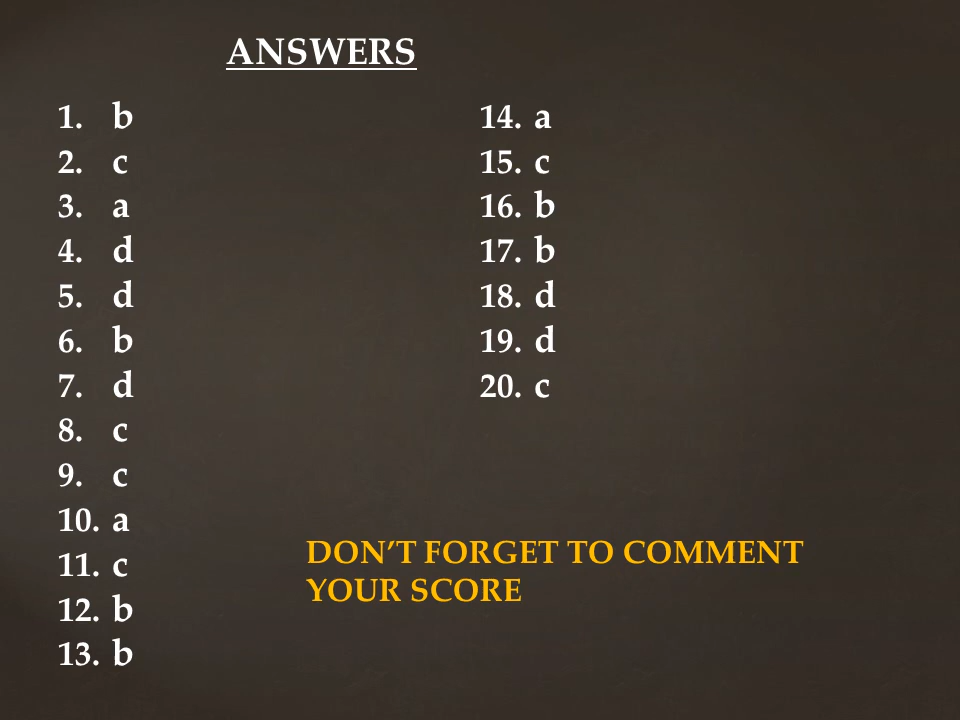 ANSWERS
1. b
2. c
3. a
4. d
5. d
6. b
7. d
8. c
9. c
10. a
11. c
12. b
13. b
14. a
15. c
16. b
17. b
18. d
19. d
20. c
DON’T FORGET TO COMMENT
YOUR SCORE